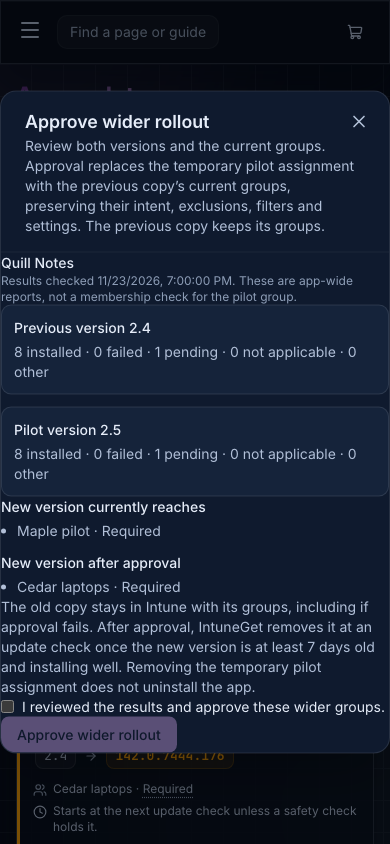 Find a page or guide
Approve wider rollout
Review both versions and the current groups.
Approval replaces the temporary pilot assignment
with the previous copy’s current groups,
preserving their intent, exclusions, filters and
settings. The previous copy keeps its groups.
Quill Notes
Results checked 11/23/2026, 7:00:00 PM. These are app-wide
reports, not a membership check for the pilot group.
Previous version 2.4
8 installed · 0 failed · 1 pending · 0 not applicable · 0
other
Pilot version 2.5
8 installed · 0 failed · 1 pending · 0 not applicable · 0
other
New version currently reaches
• Maple pilot · Required
New version after approval
• Cedar laptops · Required
The old copy stays in Intune with its groups, including if
approval fails. After approval, IntuneGet removes it at an
update check once the new version is at least 7 days old
and installing well. Removing the temporary pilot
assignment does not uninstall the app.
I reviewed the results and approve these wider groups.
Approve wider rollout
2.4 → 142.0.7444.176
Cedar laptops · Required
Starts at the next update check unless a safety check
holds it.